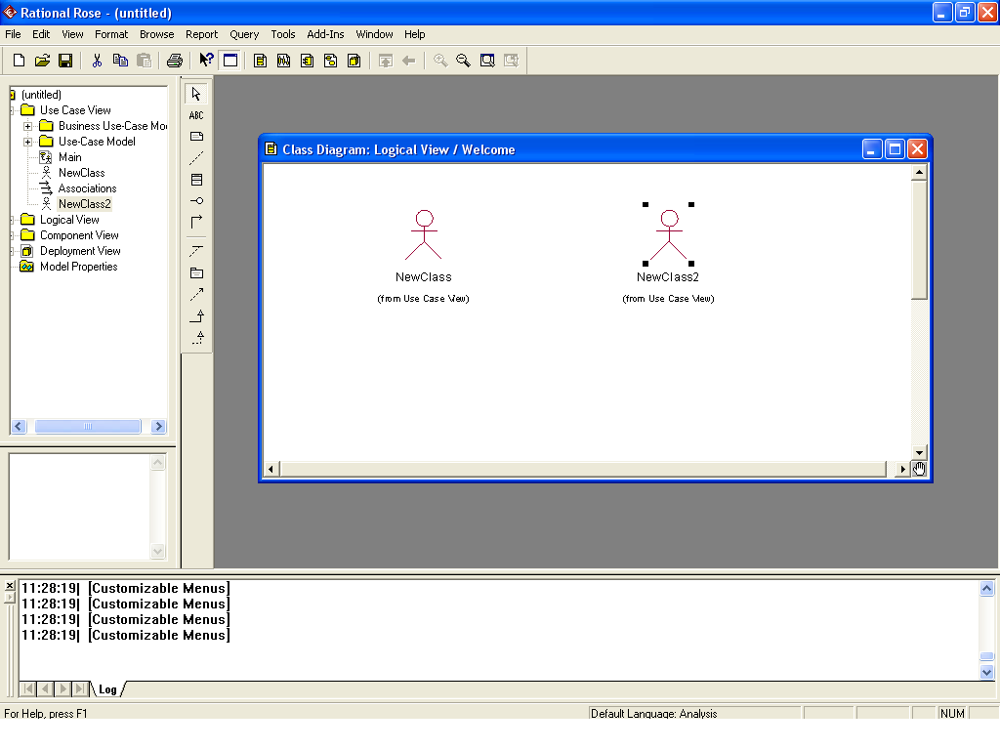 Rational Rose - (untitled)
File Edit View Format Browse Report Query Tools Add-Ins Window Help
(untitled)
Use Case View
Business Use-Case Mo
Use-Case Model
Main
NewClass
Associations
NewClass2
Logical View
Component View
Deployment View
Model Properties
ABC
Class Diagram: Logical View / Welcome
NewClass
(from Use Case View)
NewClass2
(from Use Case View)
11:28:19| [Customizable Menus]
11:28:19| [Customizable Menus]
11:28:19| [Customizable Menus]
11:28:19| [Customizable Menus]
Log
For Help, press F1
Default Language: Analysis
NUM